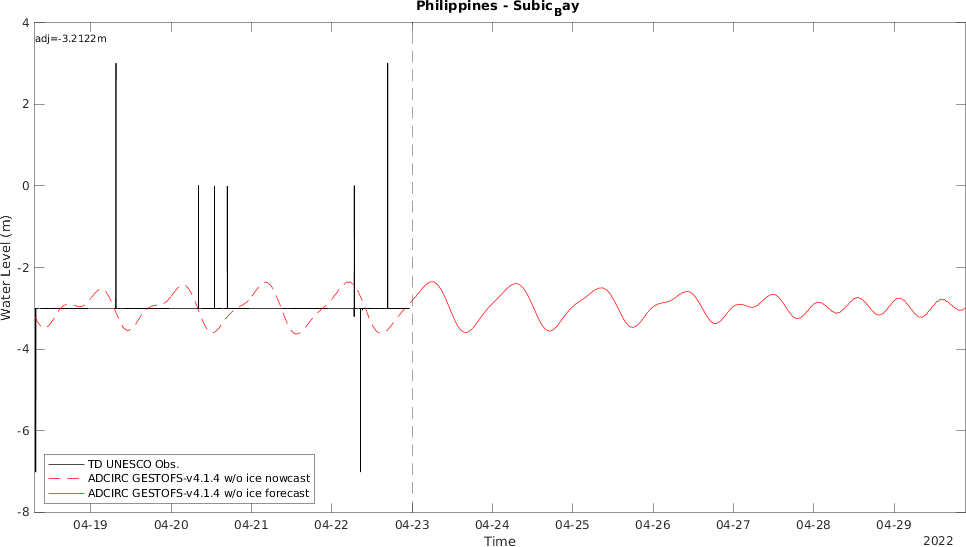 Philippines - Subic_Bay
adj=-3.2122m
4
2
0
-2
-4
-6
-8
Water Level (m)
TD UNESCO Obs.
ADCIRC GESTOFS-v4.1.4 w/o ice nowcast
ADCIRC GESTOFS-v4.1.4 w/o ice forecast
04-19 04-20 04-21 04-22 04-23 04-24 04-25 04-26 04-27 04-28 04-29
Time
2022